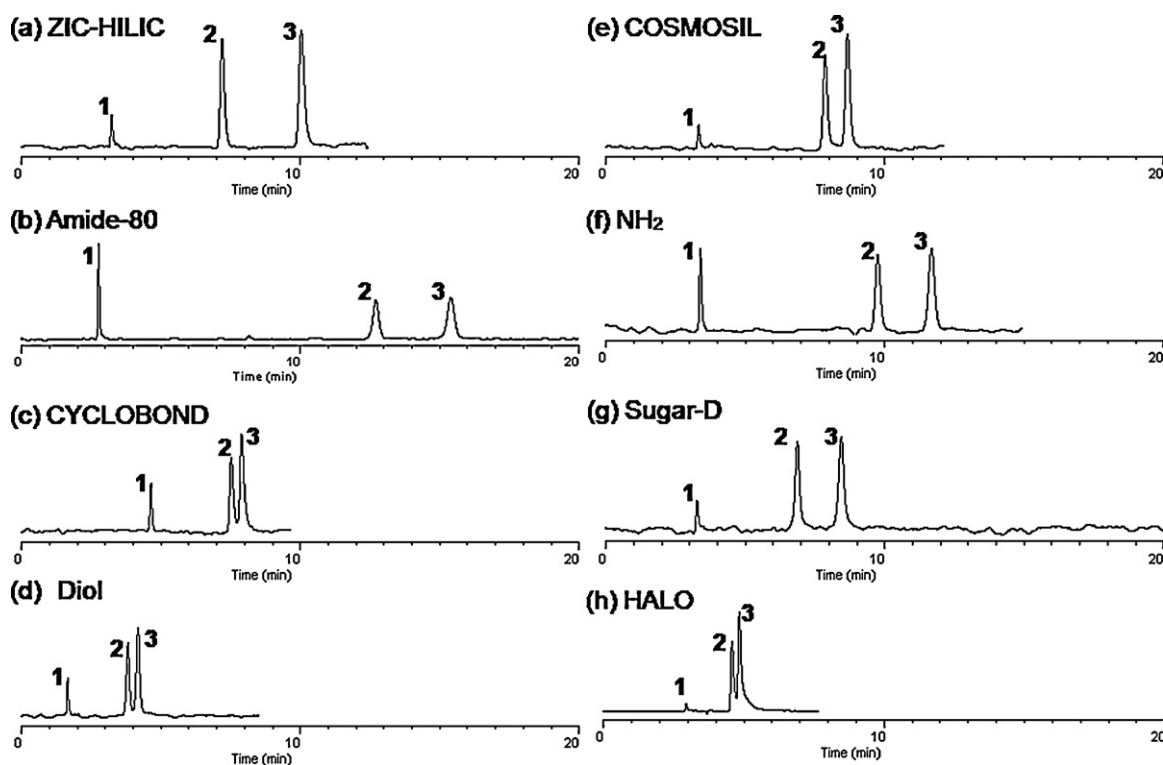 (a) ZIC-HILIC
1 2 3
0 10 20
Time (min)
(b) Amide-80
1 2 3
0 10 20
Time (min)
(c) CYCLOBOND
1 2 3
0 10 20
Time (min)
(d) Diol
1 2 3
0 10 20
Time (min)
(e) COSMOSIL
1 2 3
0 10 20
Time (min)
(f) NH₂
1 2 3
0 10 20
Time (min)
(g) Sugar-D
1 2 3
0 10 20
Time (min)
(h) HALO
1 2 3
0 10 20
Time (min)